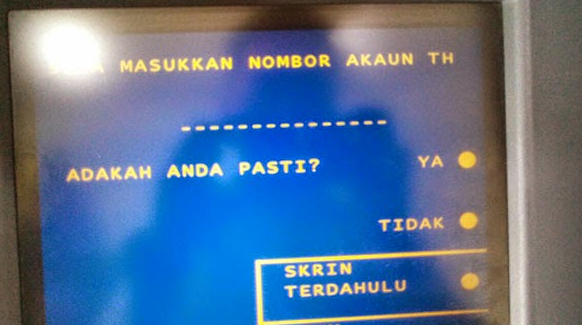 MASUKKAN NOMBOR AKAUN TH
---------------
ADAKAH ANDA PASTI?
YA
TIDAK
SKRIN
TERDAHULU